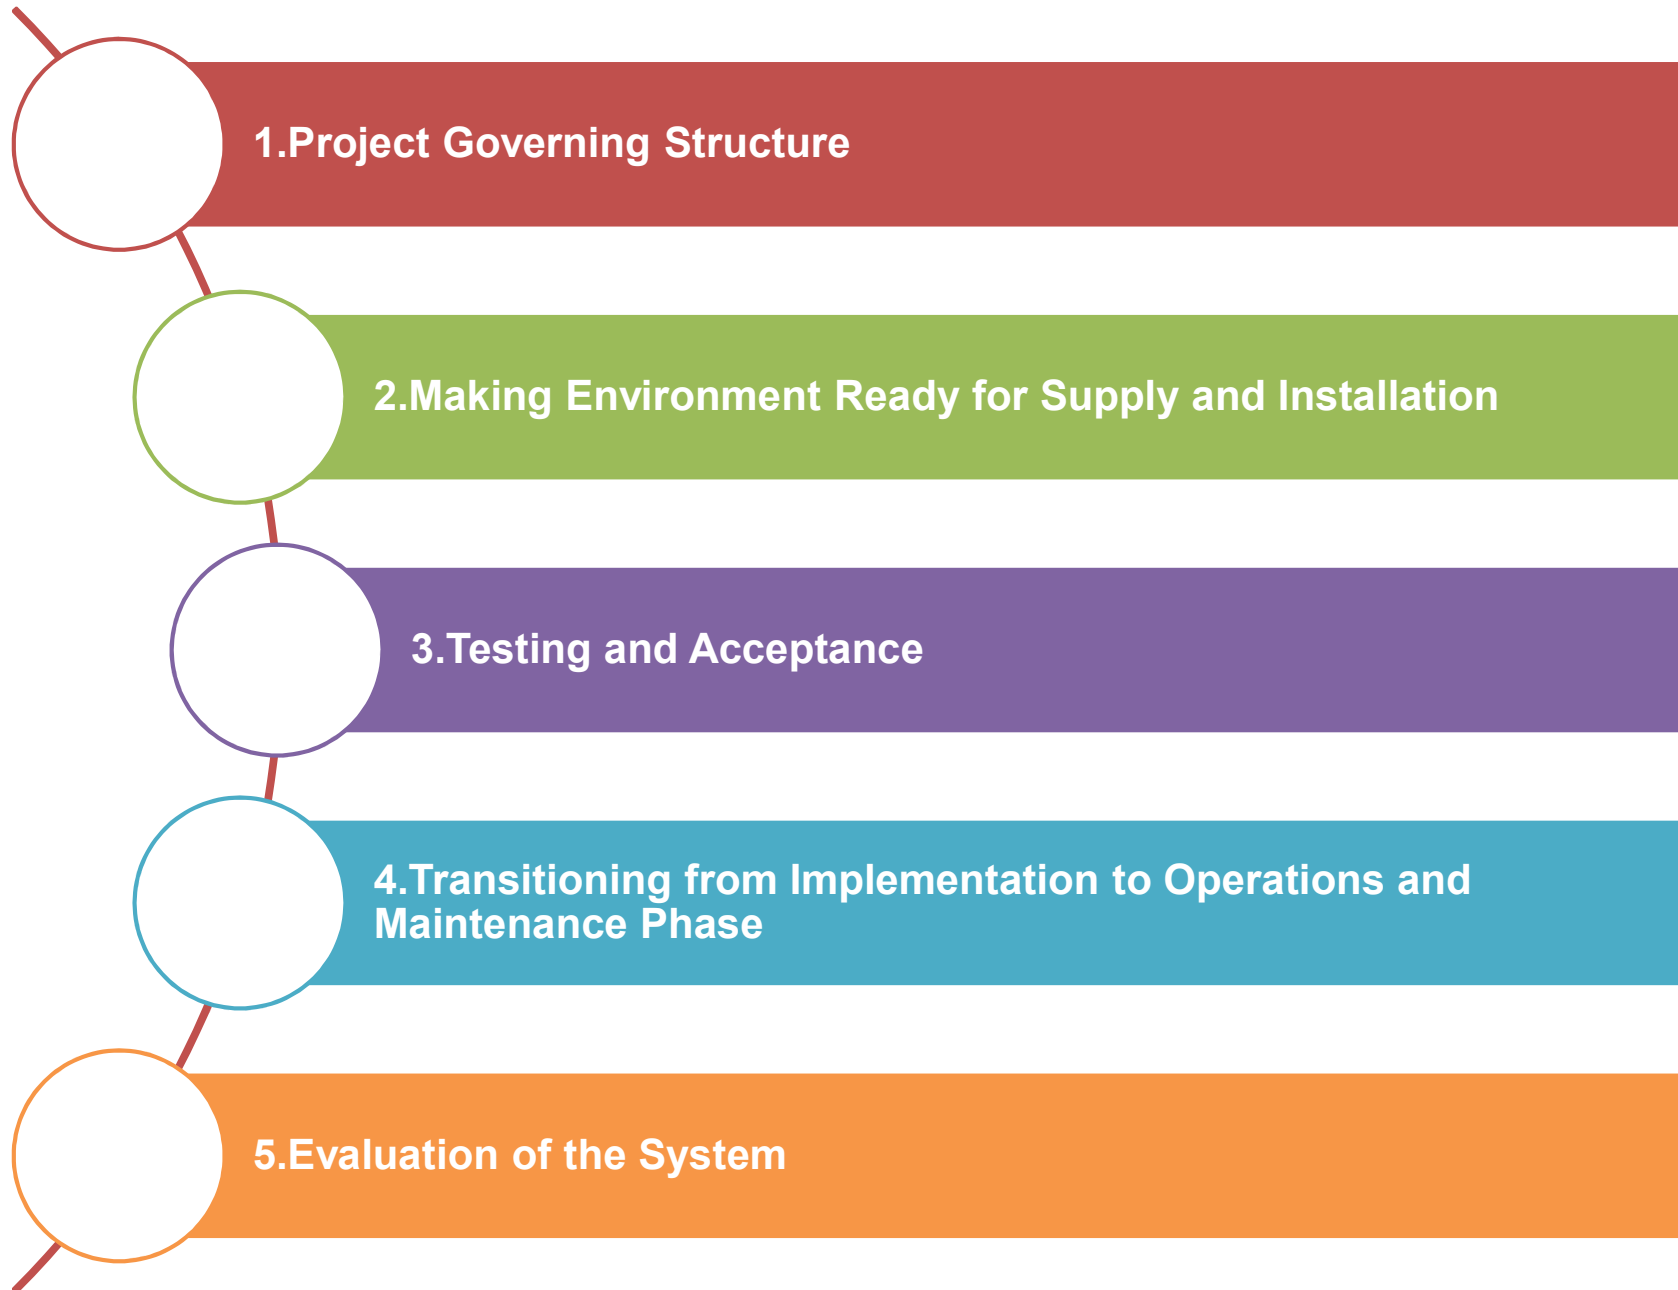 1.Project Governing Structure
2.Making Environment Ready for Supply and Installation
3.Testing and Acceptance
4.Transitioning from Implementation to Operations and
Maintenance Phase
5.Evaluation of the System